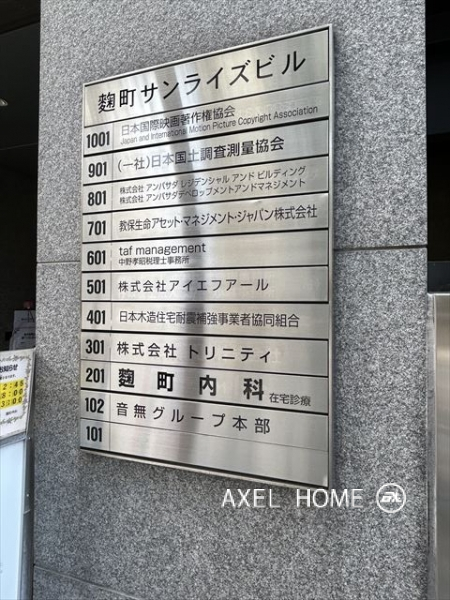 麴町サンライズビル
1001 日本国際映画著作権協会
Japan and International Motion Picture Copyright Association
901 (一社)日本国土調査測量協会
801 株式会社 アンバサダ レジデンシャル アンド ビルディング
株式会社 アンバサダデベロップメントアンドマネジメント
701 教保生命アセット・マネジメント・ジャパン株式会社
601 taf management
中野孝昭税理士事務所
501 株式会社アイエフアール
401 日本木造住宅耐震補強事業者協同組合
301 株式会社 トリニティ
201 麴町内科 在宅診療
102 音無グループ本部
101
AXEL HOME